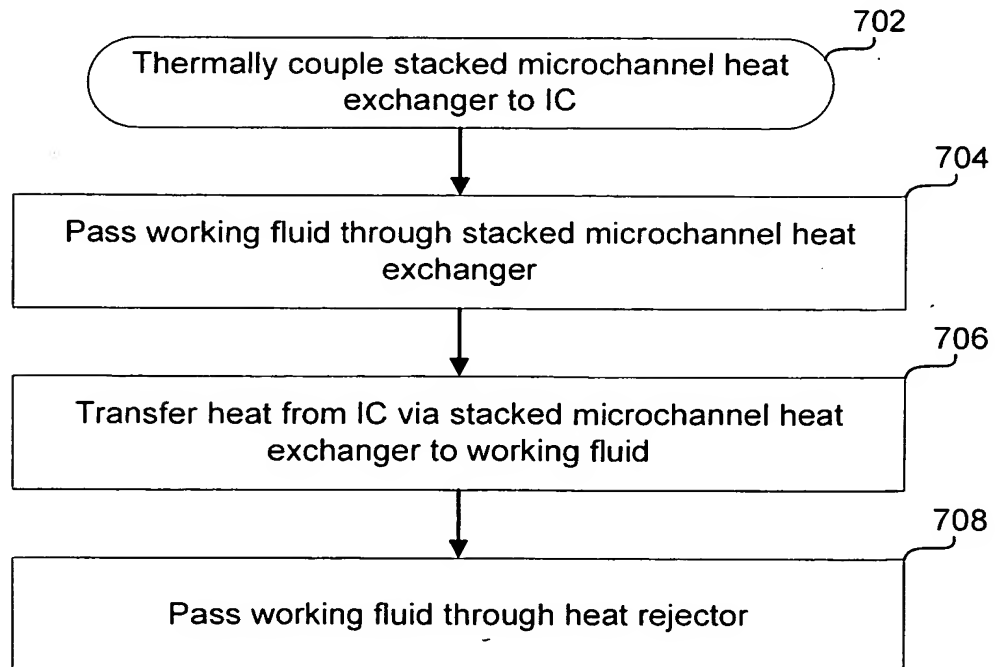 702
Thermally couple stacked microchannel heat
exchanger to IC
704
Pass working fluid through stacked microchannel heat
exchanger
706
Transfer heat from IC via stacked microchannel heat
exchanger to working fluid
708
Pass working fluid through heat rejector